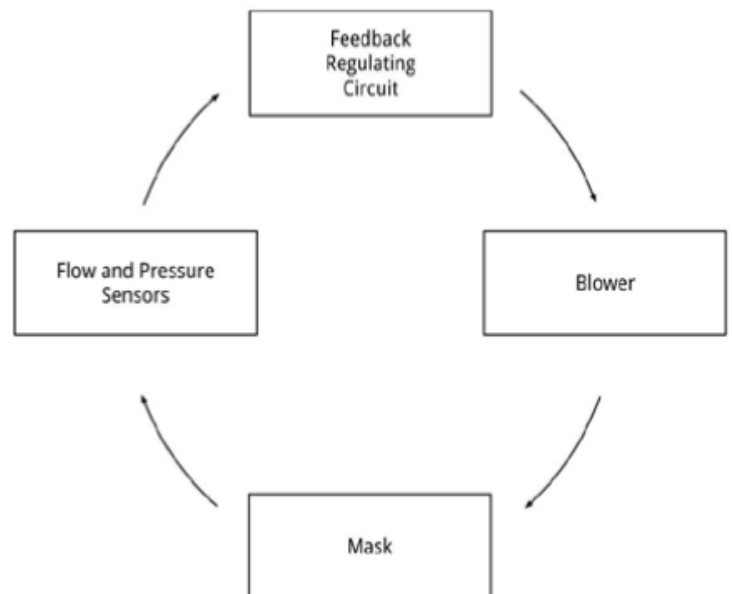 Feedback
Regulating
Circuit
Flow and Pressure
Sensors
Blower
Mask